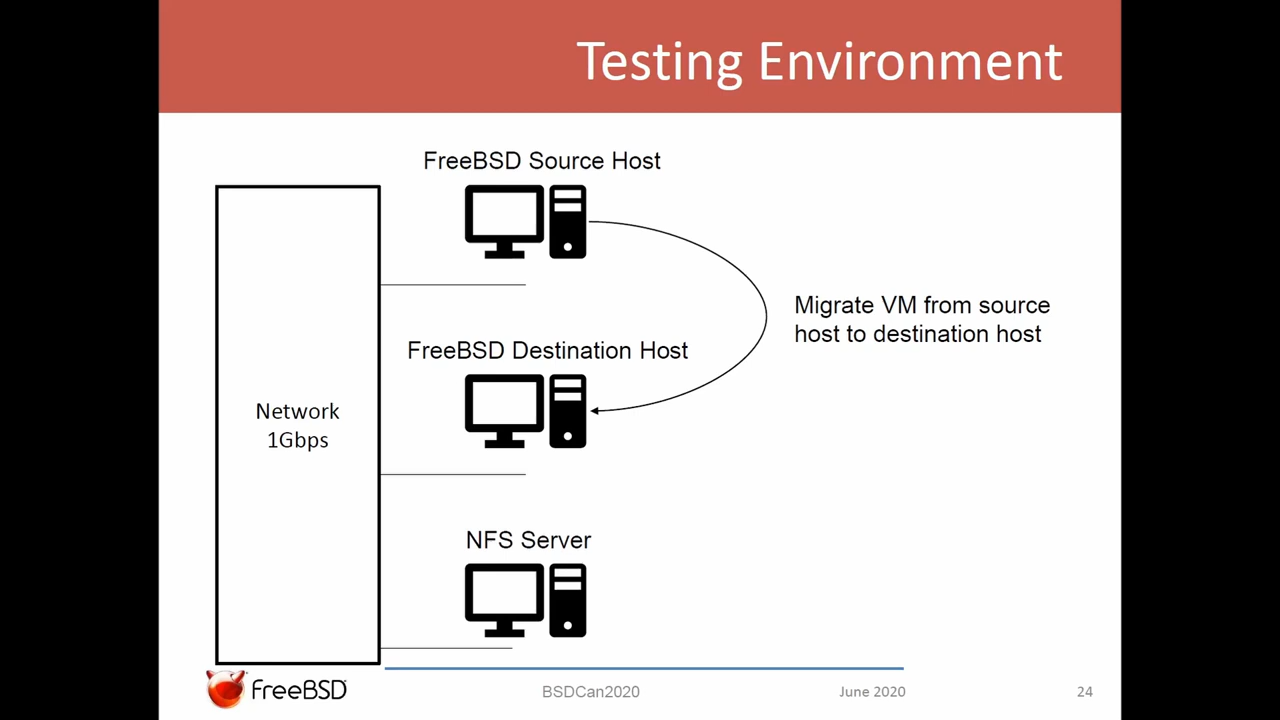 Testing Environment
FreeBSD Source Host
Migrate VM from source
host to destination host
FreeBSD Destination Host
Network
1Gbps
NFS Server
FreeBSD
BSDCan2020
June 2020
24